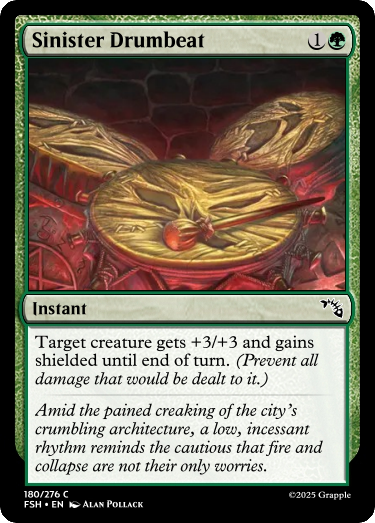 Sinister Drumbeat 1
Instant
Target creature gets +3/+3 and gains
shielded until end of turn. (Prevent all
damage that would be dealt to it.)
Amid the pained creaking of the city's
crumbling architecture, a low, incessant
rhythm reminds the cautious that fire and
collapse are not their only worries.
180/276 C
FSH • EN Alan Pollack
©2025 Grapple